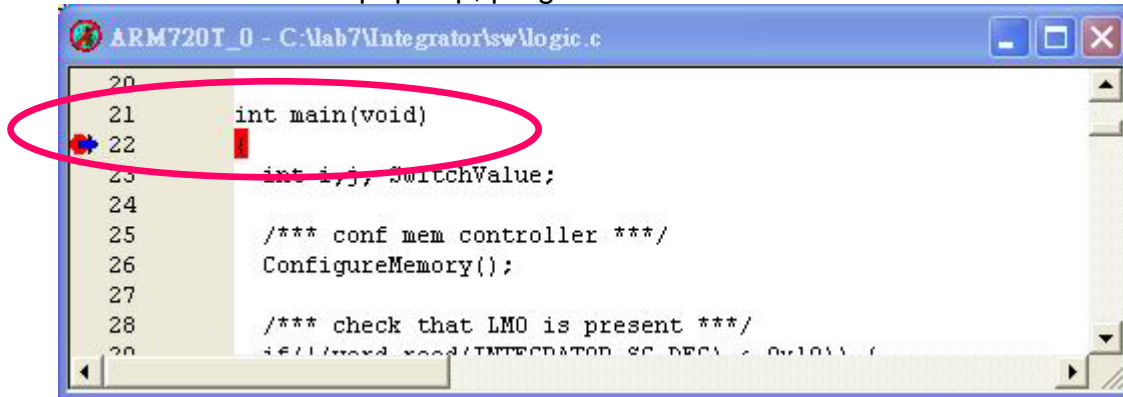 ARM720T_0 - C:\lab7\Integrator\sw\logic.c
20
21 int main(void)
22 {
23 int i,j, SwitchValue;
24
25 /*** conf mem controller ***/
26 ConfigureMemory();
27
28 /*** check that LM0 is present ***/